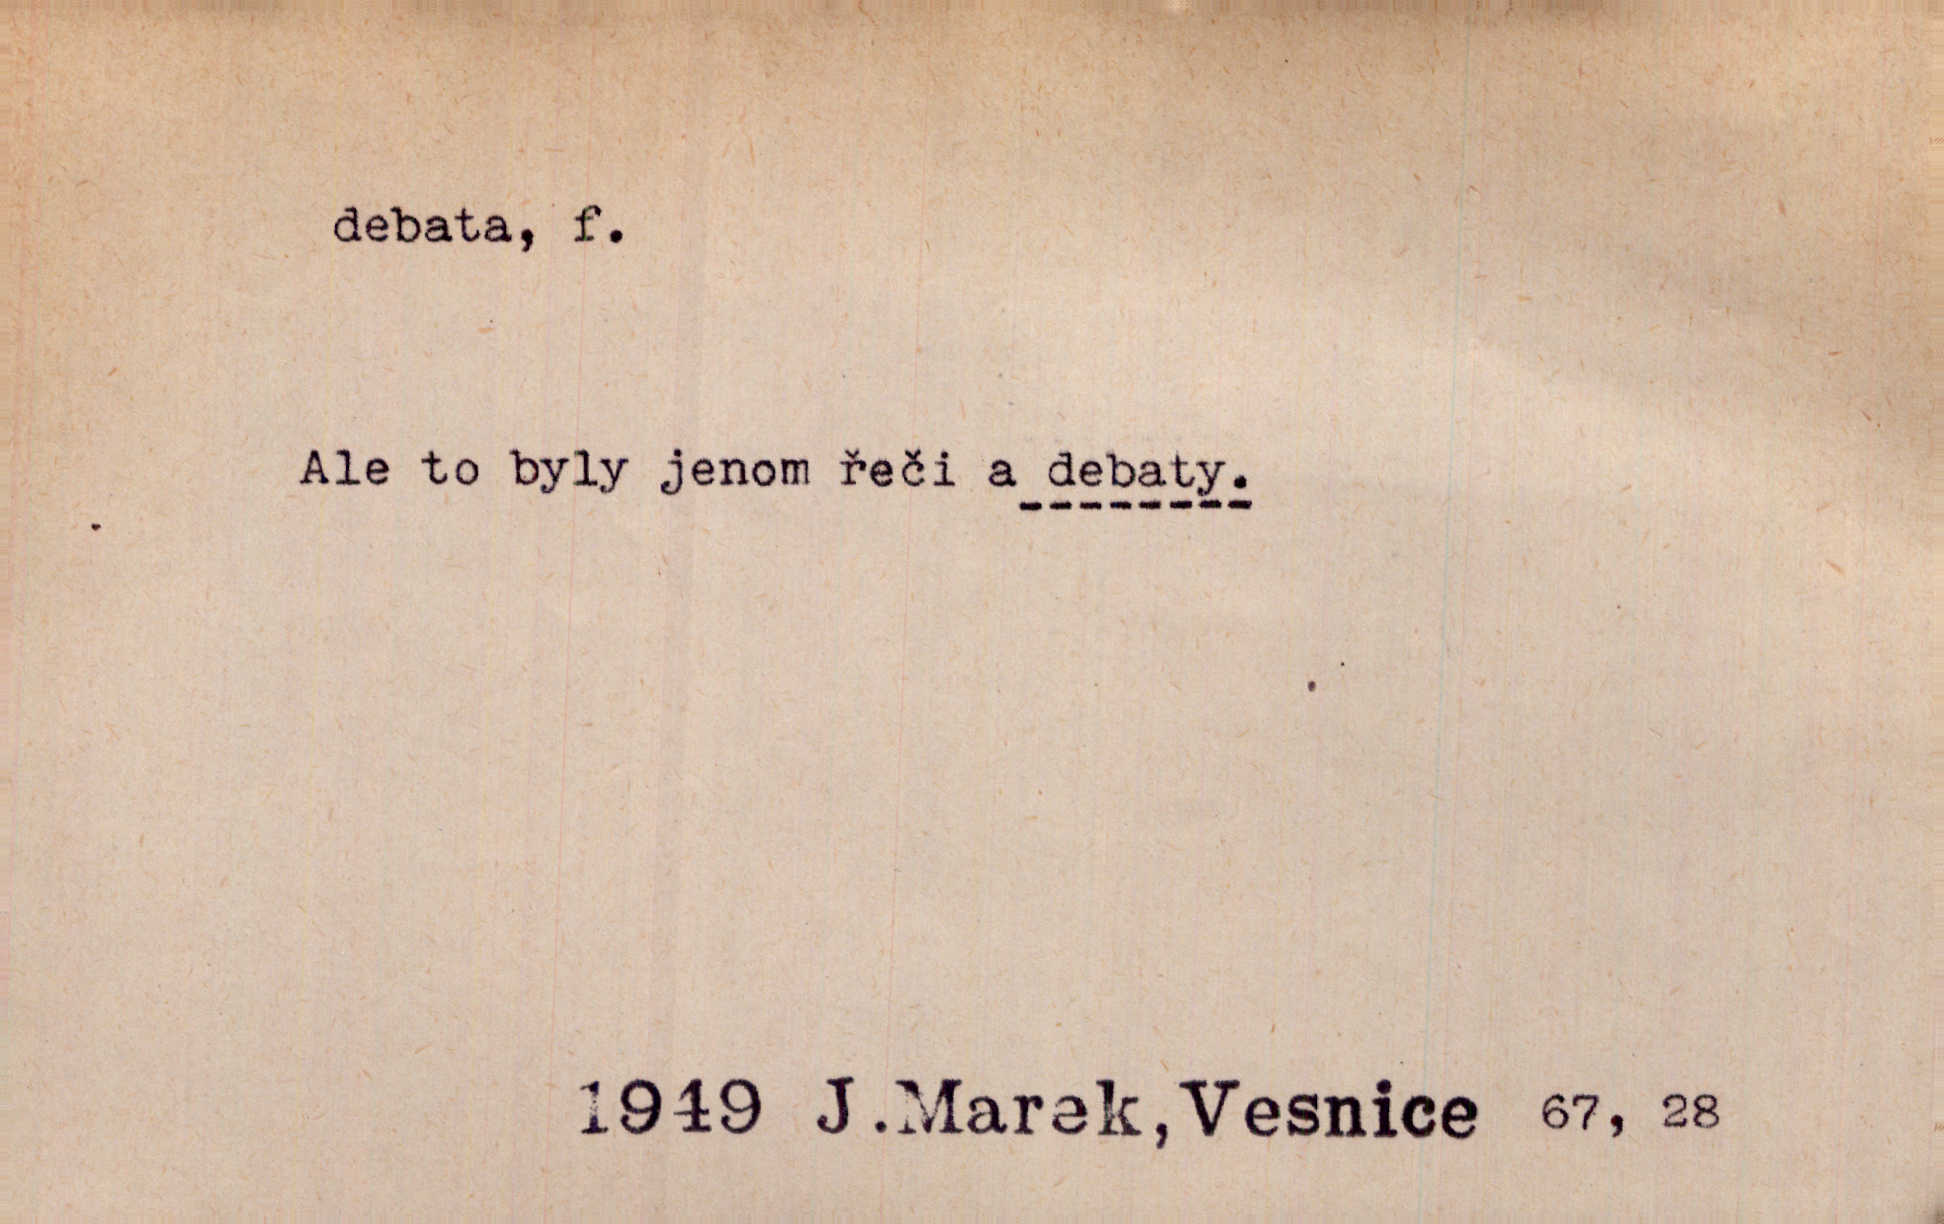 debata, f.
Ale to byly jenom řeči a debaty.
1949 J.Marek,Vesnice 67, 28